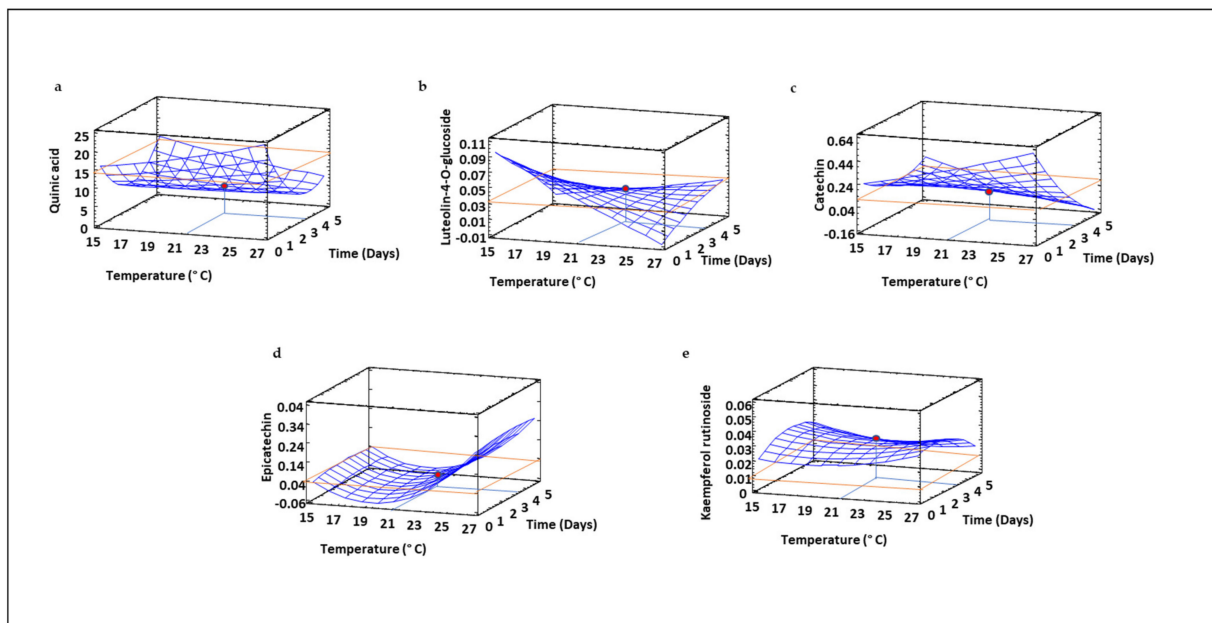 a
Quinic acid
25
20
15
10
5
0
15 17 19 21 23 25 27
0 1 2 3 4 5
Temperature (° C)
Time (Days)
b
Luteolin-4-O-glucoside
0.11
0.11
0.09
0.07
0.05
0.03
0.01
-0.01
15 17 19 21 23 25 27
0 1 2 3 4 5
Temperature (° C)
Time (Days)
c
Catechin
0.64
0.44
0.24
0.04
-0.16
15 17 19 21 23 25 27
0 1 2 3 4 5
Temperature (° C)
Time (Days)
d
Epicatechin
0.04
0.34
0.24
0.14
0.04
-0.06
15 17 19 21 23 25 27
0 1 2 3 4 5
Temperature (° C)
Time (Days)
e
Kaempferol rutinoside
0.06
0.05
0.04
0.03
0.02
0.01
0
15 17 19 21 23 25 27
0 1 2 3 4 5
Temperature (° C)
Time (Days)